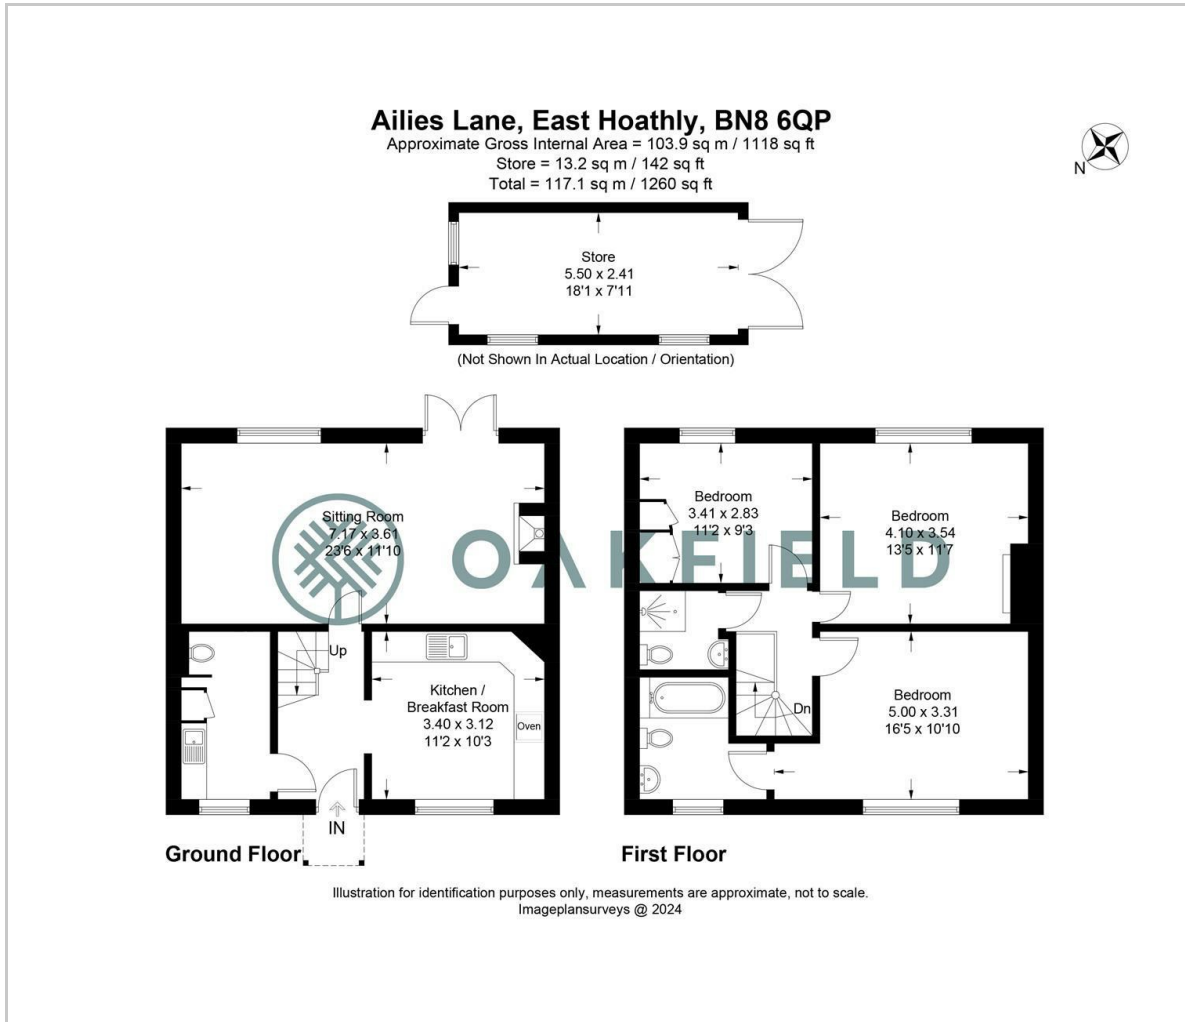 Ailies Lane, East Hoathly, BN8 6QP
Approximate Gross Internal Area = 103.9 sq m / 1118 sq ft
Store = 13.2 sq m / 142 sq ft
Total = 117.1 sq m / 1260 sq ft
N
Store
5.50 x 2.41
18'1 x 7'11
(Not Shown In Actual Location / Orientation)
Sitting Room
7.17 x 3.61
23'6 x 11'10
Up
Kitchen /
Breakfast Room
3.40 x 3.12
11'2 x 10'3
Oven
IN
Ground Floor
Bedroom
3.41 x 2.83
11'2 x 9'3
Bedroom
4.10 x 3.54
13'5 x 11'7
OAKFIELD
Dn
Bedroom
5.00 x 3.31
16'5 x 10'10
First Floor
Illustration for identification purposes only, measurements are approximate, not to scale.
Imageplansurveys @ 2024